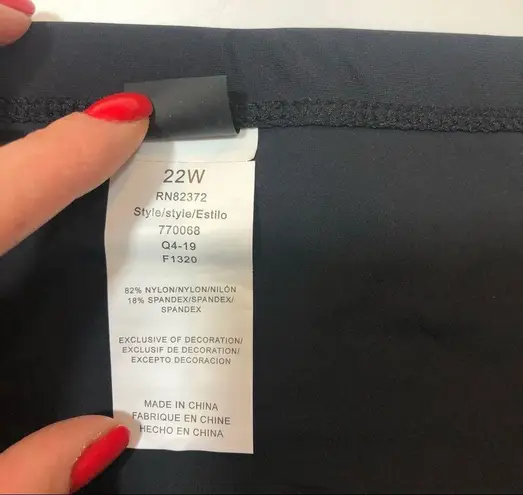 22W
RN82372
Style/style/Estilo
770068
Q4-19
F1320
82% NYLON/NYLON/NILÓN
18% SPANDEX/SPANDEX/
SPANDEX
EXCLUSIVE OF DECORATION/
EXCLUSIF DE DECORATION/
EXCEPTO DECORACION
MADE IN CHINA
FABRIQUE EN CHINE
HECHO EN CHINA